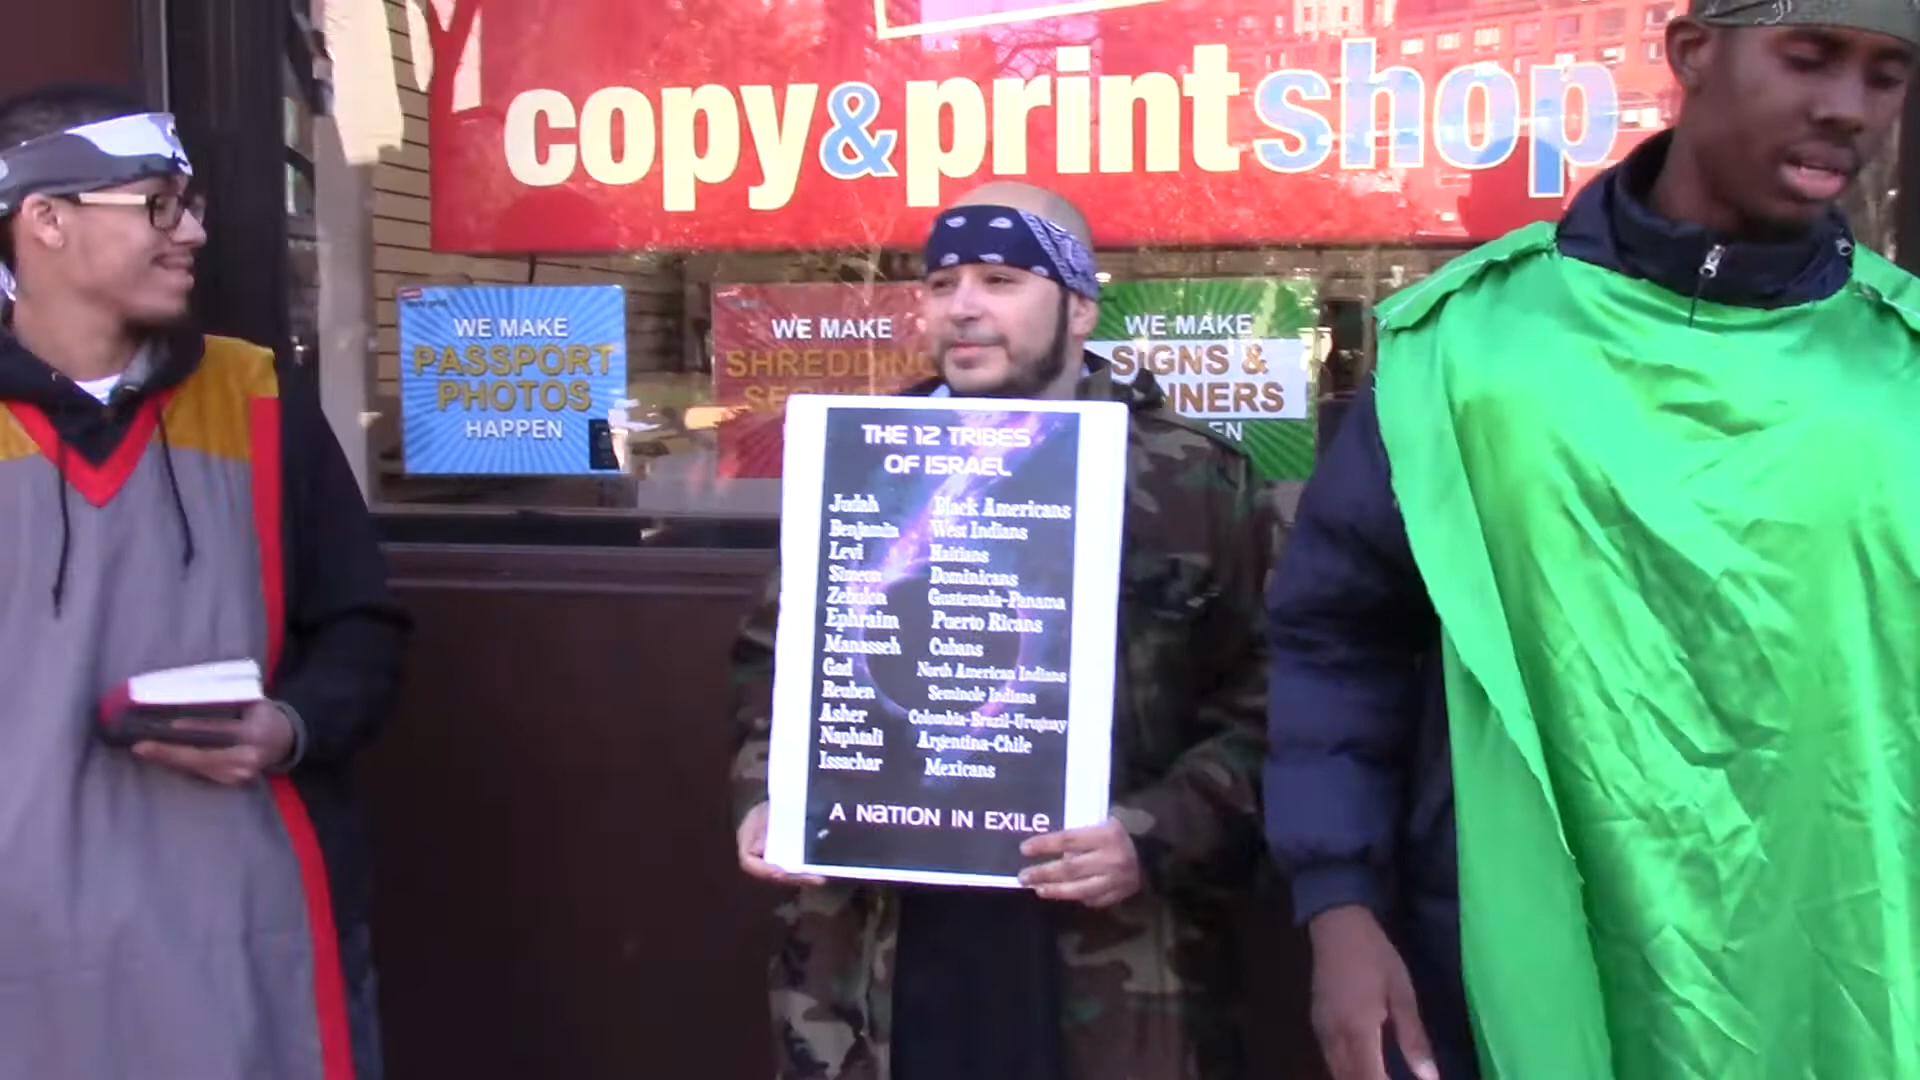 copy&printshop
WE MAKE
PASSPORT
PHOTOS
HAPPEN
WE MAKE
SHREDDING
WE MAKE
SIGNS &
THE 12 TRIBES
OF ISRAEL
Judah Black Americans
Benjamin West Indians
Levi Haitians
Simeon Dominicans
Zebulon Guatemala-Panama
Ephraim Puerto Ricans
Manasseh Cubans
Gad North American Indians
Reuben Seminole Indians
Asher Colombia-Brazil-Uruguay
Naphtali Argentina-Chile
Issachar Mexicans
A NATION IN EXILE